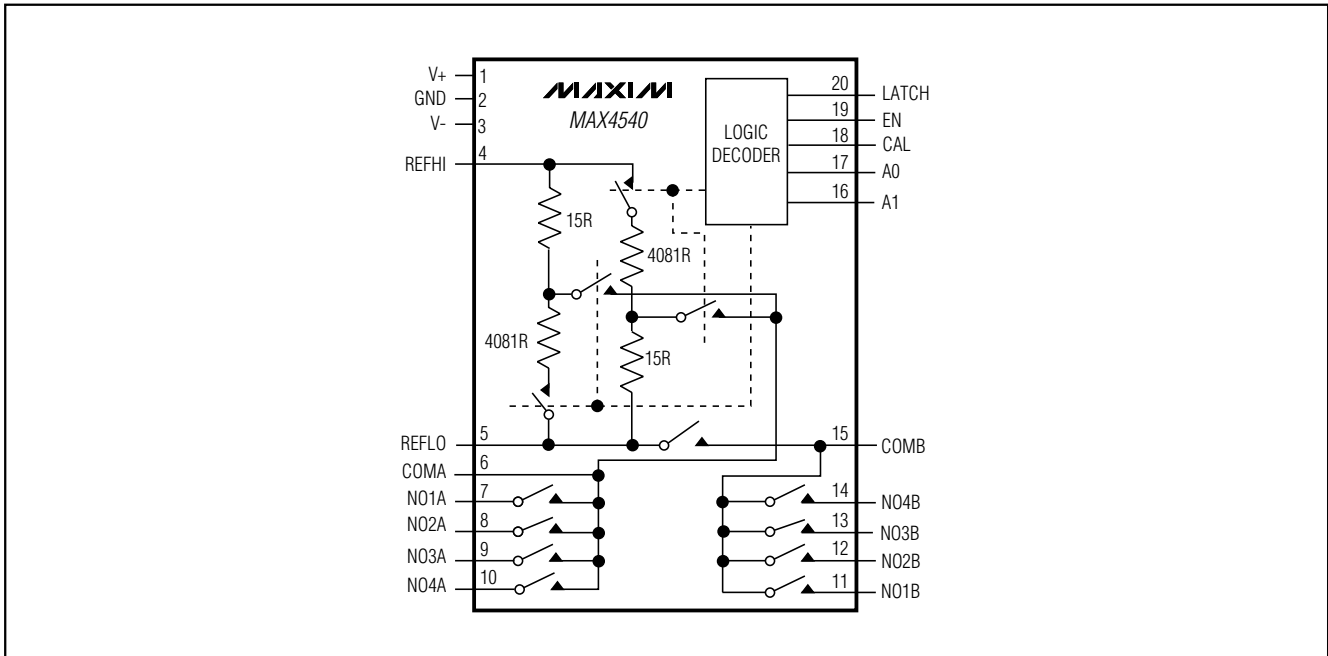 V+
1
GND
2
V-
3
REFHI
4
MAXIM
MAX4540
LOGIC
DECODER
20
LATCH
19
EN
18
CAL
17
A0
16
A1
15R
4081R
4081R
15R
REFLO
5
15
COMB
COMA
6
NO1A
7
NO2A
8
NO3A
9
NO4A
10
14
NO4B
13
NO3B
12
NO2B
11
NO1B